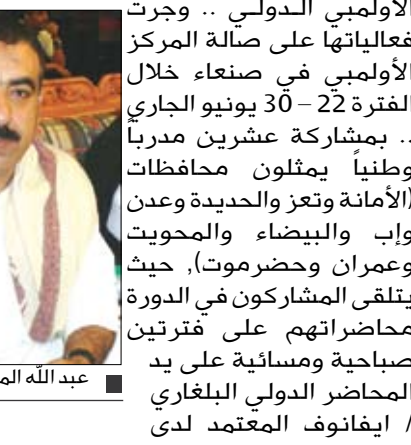 الأولمبي الـدولـي .. وجرت
فعالياتها على صالة المركز
الأولمبي في صنعاء خلال
الفترة 22 – 30 يونيو الجاري
.. بمشاركة عشرين مدرباً
وطنياً يمثلون محافظات
(الأمانة وتعز والحديدة وعدن
وإب والبيضاء والمحويت
وعمران وحضرموت), حيث
يتلقى المشاركون في الدورة
محاضراتهم على فترتين
صباحية ومسائية على يد
المحاضر الدولي البلغاري
/ ايفانوف المعتمد لدى
عبد الله